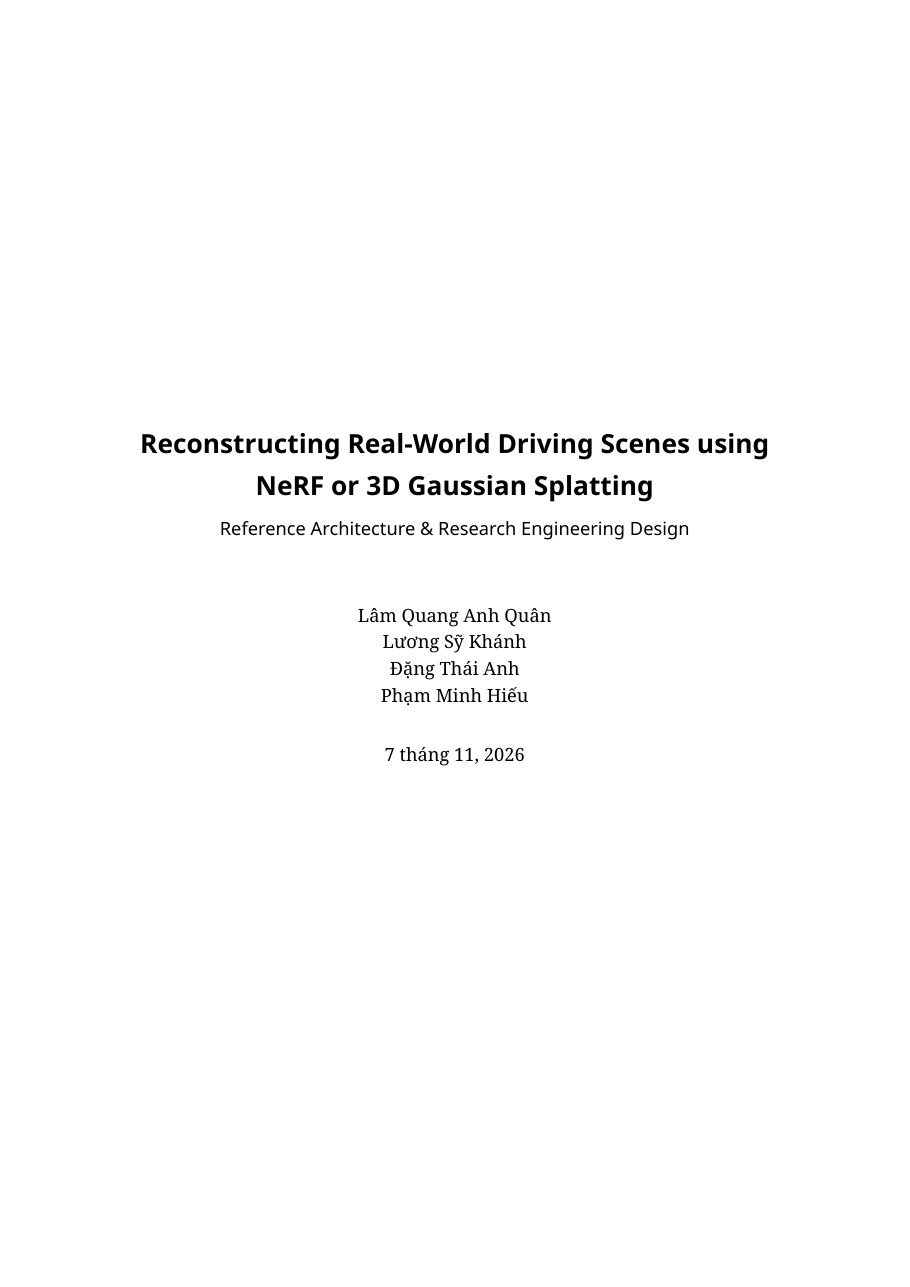 Reconstructing Real-World Driving Scenes using
NeRF or 3D Gaussian Splatting
Reference Architecture & Research Engineering Design
Lâm Quang Anh Quân
Lương Sỹ Khánh
Đặng Thái Anh
Phạm Minh Hiếu
7 tháng 11, 2026